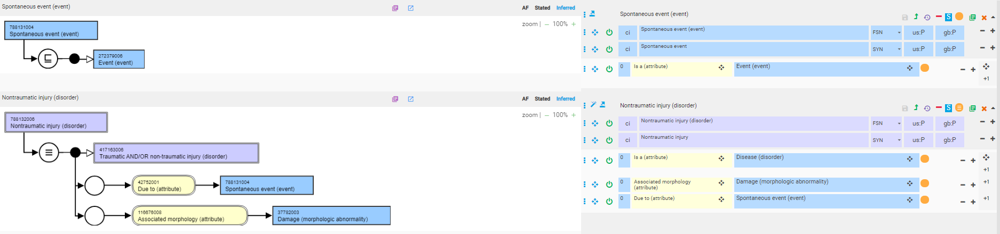 Spontaneous event (event)
AF Stated Inferred
zoom | − 100% +
788131004
Spontaneous event (event)
272379006
Event (event)
Nontraumatic injury (disorder)
AF Stated Inferred
zoom | − 100% +
788132006
Nontraumatic injury (disorder)
417163006
Traumatic AND/OR non-traumatic injury (disorder)
42752001
Due to (attribute)
788131004
Spontaneous event (event)
116676008
Associated morphology (attribute)
37782003
Damage (morphologic abnormality)
Spontaneous event (event)
S
ci Spontaneous event (event) FSN us:P gb:P
ci Spontaneous event SYN us:P gb:P
0 Is a (attribute) Event (event)
+1
Nontraumatic injury (disorder)
S
ci Nontraumatic injury (disorder) FSN us:P gb:P
ci Nontraumatic injury SYN us:P gb:P
0 Is a (attribute) Disease (disorder)
+1
0 Associated morphology (attribute) Damage (morphologic abnormality) +1
0 Due to (attribute) Spontaneous event (event) +1